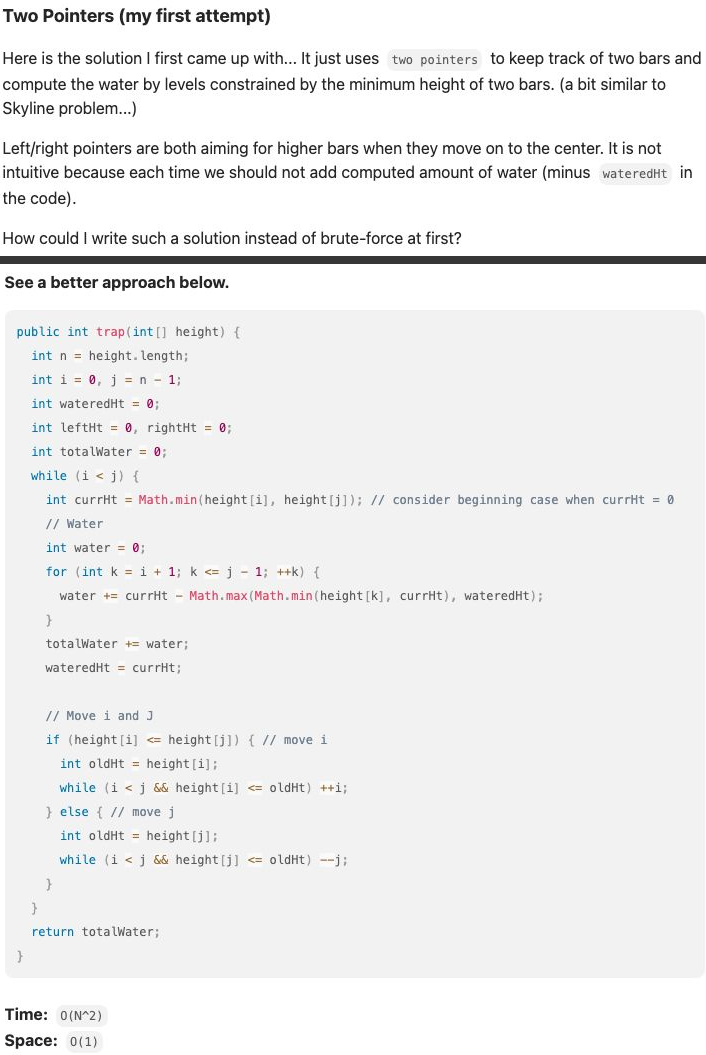 Two Pointers (my first attempt)
Here is the solution I first came up with... It just uses two pointers to keep track of two bars and
compute the water by levels constrained by the minimum height of two bars. (a bit similar to
Skyline problem...)
Left/right pointers are both aiming for higher bars when they move on to the center. It is not
intuitive because each time we should not add computed amount of water (minus wateredHt in
the code).
How could I write such a solution instead of brute-force at first?
See a better approach below.
public int trap(int[] height) {
  int n = height.length;
  int i = 0, j = n - 1;
  int wateredHt = 0;
  int leftHt = 0, rightHt = 0;
  int totalWater = 0;
  while (i < j) {
    int currHt = Math.min(height[i], height[j]); // consider beginning case when currHt = 0
    // Water
    int water = 0;
    for (int k = i + 1; k <= j - 1; ++k) {
      water += currHt - Math.max(Math.min(height[k], currHt), wateredHt);
    }
    totalWater += water;
    wateredHt = currHt;
    // Move i and J
    if (height[i] <= height[j]) { // move i
      int oldHt = height[i];
      while (i < j && height[i] <= oldHt) ++i;
    } else { // move j
      int oldHt = height[j];
      while (i < j && height[j] <= oldHt) --j;
    }
  }
  return totalWater;
}
Time: O(N^2)
Space: O(1)